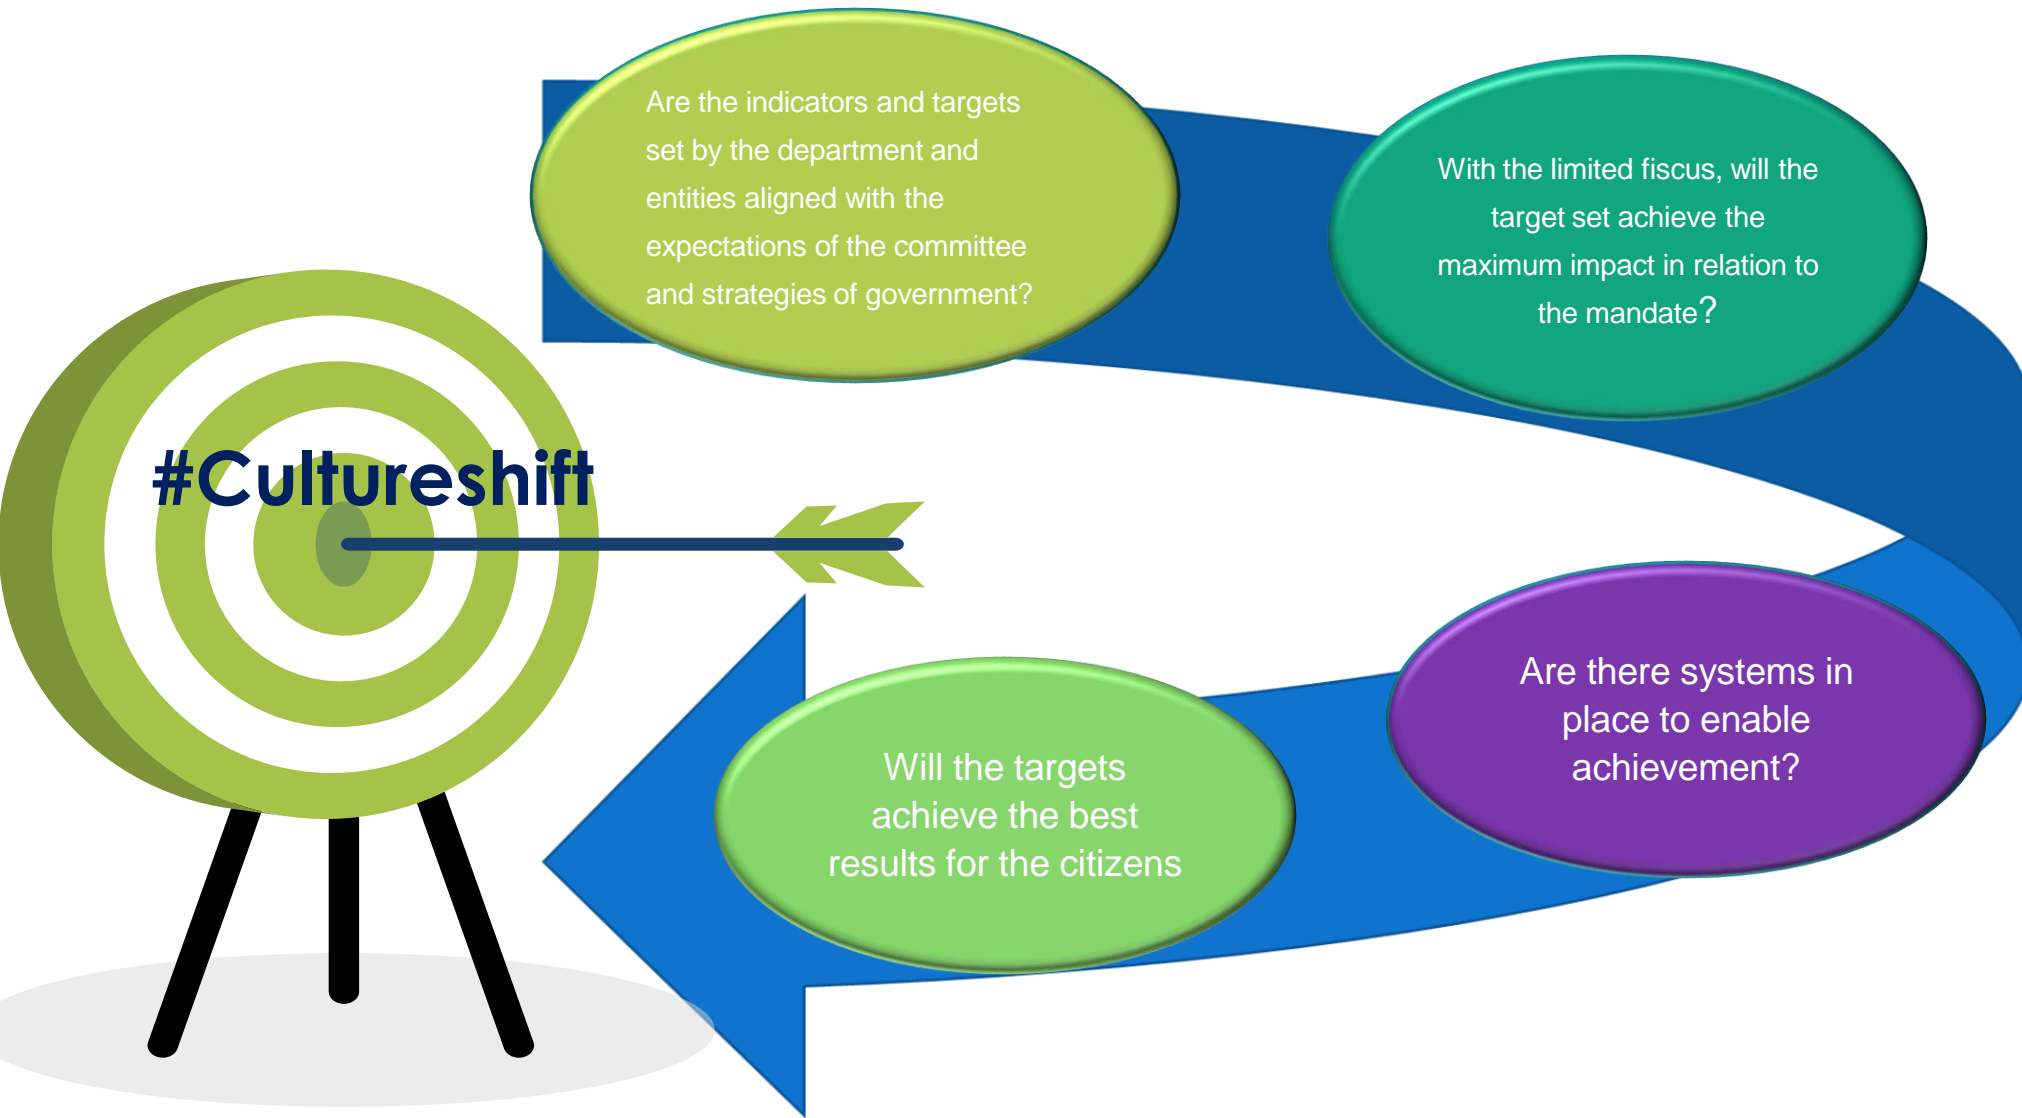 Are the indicators and targets
set by the department and
entities aligned with the
expectations of the committee
and strategies of government?
With the limited fiscus, will the
target set achieve the
maximum impact in relation to
the mandate?
#Cultureshift
Are there systems in
place to enable
achievement?
Will the targets
achieve the best
results for the citizens